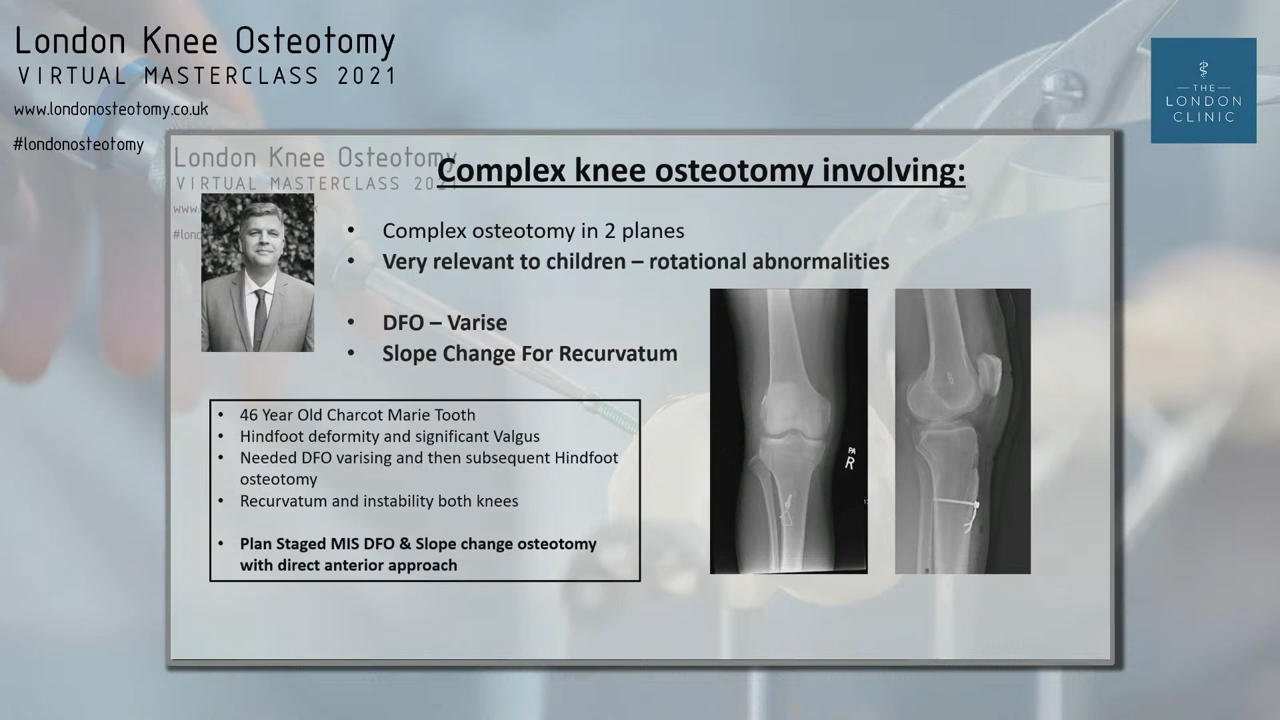 London Knee Osteotomy
VIRTUAL MASTERCLASS 2021
www.londonosteotomy.co.uk
#londonosteotomy
THE
LONDON
CLINIC
London Knee Osteotomy
VIRTUAL MASTERCLASS
Complex knee osteotomy involving:
• Complex osteotomy in 2 planes
• Very relevant to children – rotational abnormalities
• DFO – Varise
• Slope Change For Recurvatum
• 46 Year Old Charcot Marie Tooth
• Hindfoot deformity and significant Valgus
• Needed DFO varising and then subsequent Hindfoot
osteotomy
• Recurvatum and instability both knees
• Plan Staged MIS DFO & Slope change osteotomy
with direct anterior approach
PA
R